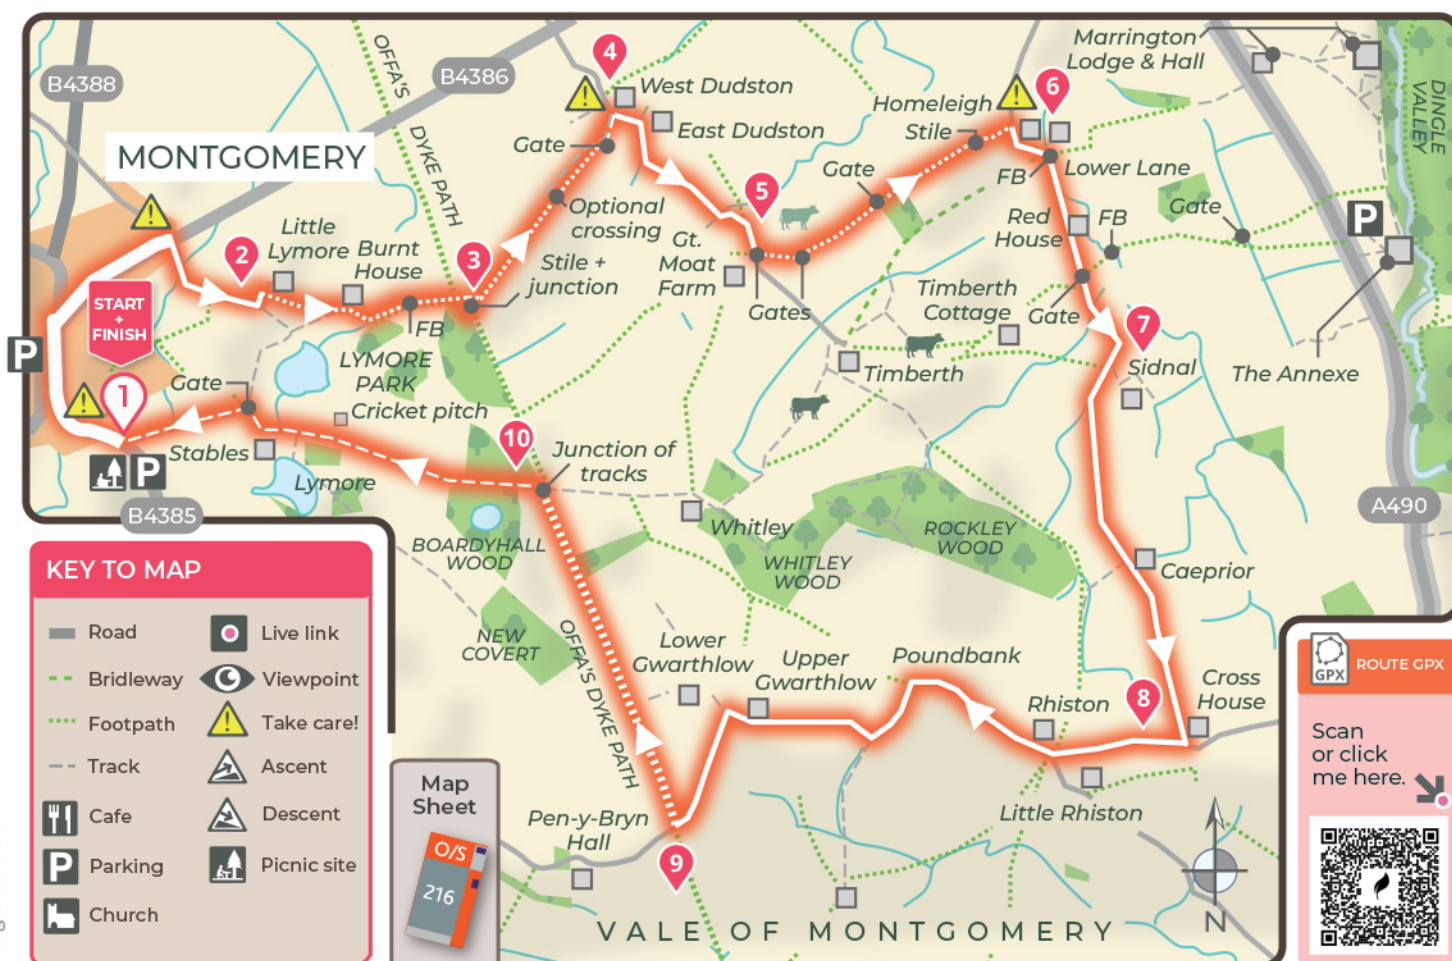 B4388
B4386
OFFA'S
DYKE PATH
MONTGOMERY
4
West Dudston
East Dudston
Gate
Optional
crossing
Stile +
junction
3
2
Little
Lymore
Burnt
House
FB
START
+
FINISH
1
P
Gate
LYMORE
PARK
Cricket pitch
Stables
Lymore
P
B4385
10
Junction of
tracks
BOARDYHALL
WOOD
NEW
COVERT
OFFA'S DYKE PATH
5
Gt.
Moat
Farm
Gates
Gate
Homeleigh
Stile
6
FB
Lower Lane
Marrington
Lodge & Hall
DINGLE
VALLEY
Red
House
FB
Gate
P
Timberth
Cottage
Gate
Timberth
7
Sidnal
The Annexe
A490
Whitley
WHITLEY
WOOD
ROCKLEY
WOOD
Caeprior
Lower
Gwarthlow
Upper
Gwarthlow
Poundbank
Rhiston
8
Cross
House
Little Rhiston
Pen-y-Bryn
Hall
9
VALE OF MONTGOMERY
N
KEY TO MAP
Road
Live link
Bridleway
Viewpoint
Footpath
Take care!
Track
Ascent
Cafe
Descent
P
Parking
Picnic site
Church
Map
Sheet
O/S
216
GPX
ROUTE GPX
Scan
or click
me here.